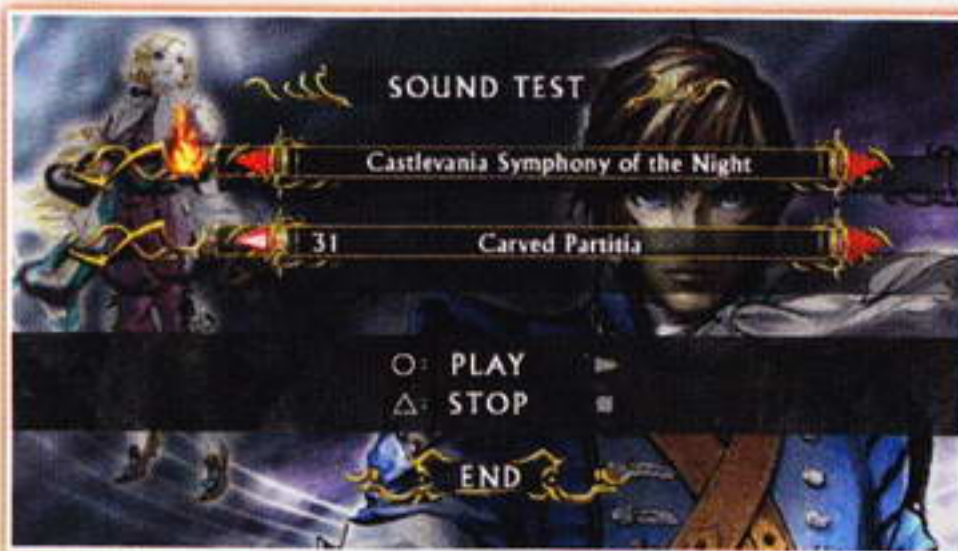 SOUND TEST
Castlevania Symphony of the Night
31 Carved Partitia
○: PLAY
△: STOP
END